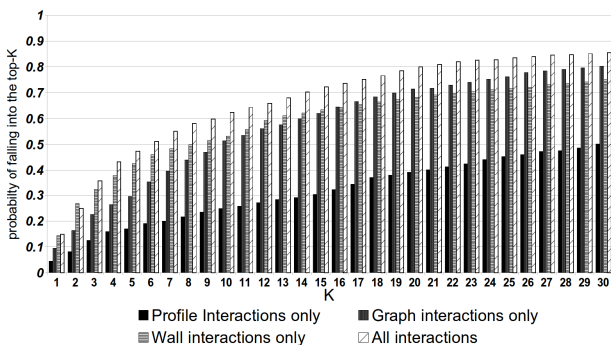 probabilty of falling into the top-K
1
0.9
0.8
0.7
0.6
0.5
0.4
0.3
0.2
0.1
0
1 2 3 4 5 6 7 8 9 10 11 12 13 14 15 16 17 18 19 20 21 22 23 24 25 26 27 28 29 30
K
Profile Interactions only Graph interactions only
Wall interactions only All interactions